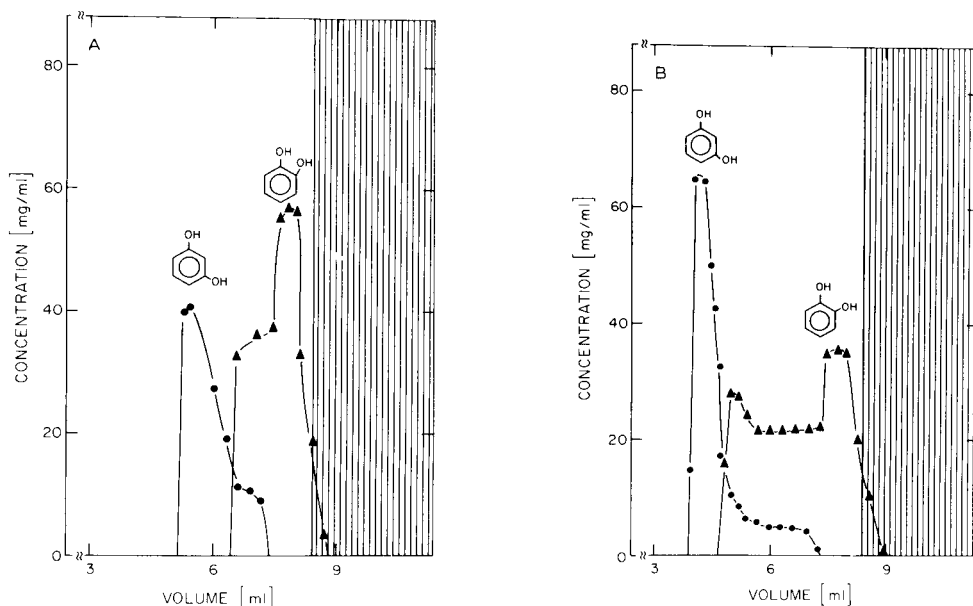 A
80
60
40
20
0
CONCENTRATION [mg/ml]
OH
OH
OH
OH
3
6
9
VOLUME [ml]
B
80
60
40
20
0
CONCENTRATION [mg/ml]
OH
OH
OH
OH
3
6
9
VOLUME [ml]